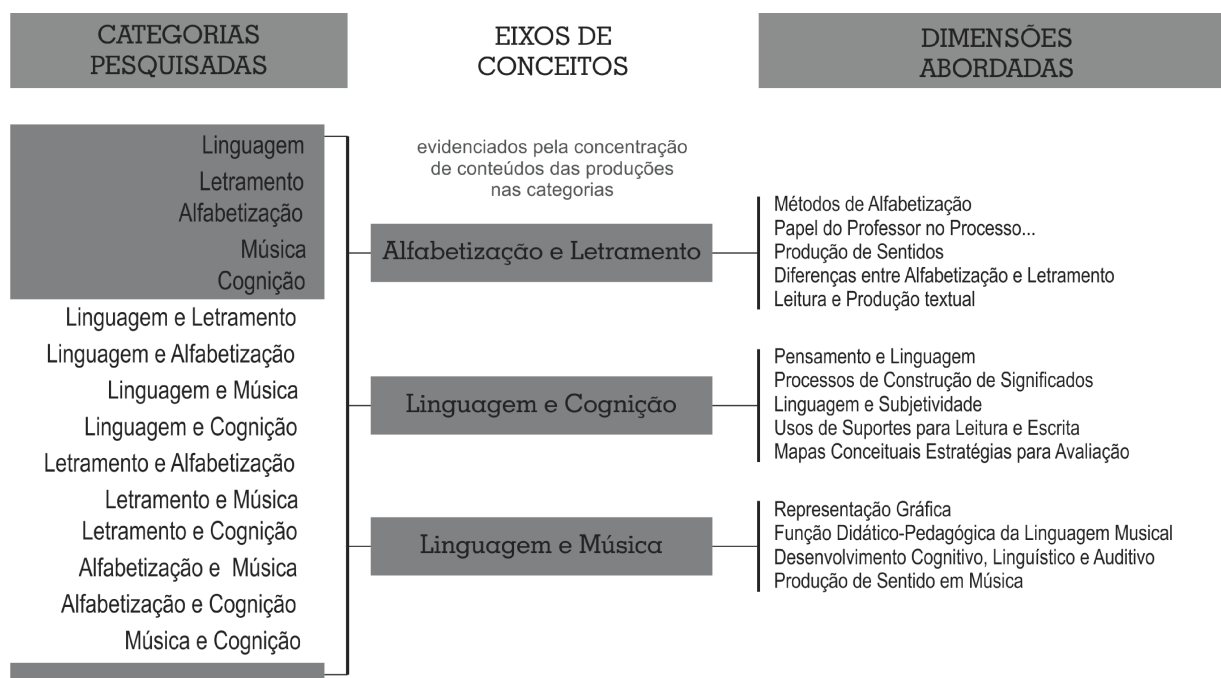 CATEGORIAS
PESQUISADAS
Linguagem
Letramento
Alfabetização
Música
Cognição
Linguagem e Letramento
Linguagem e Alfabetização
Linguagem e Música
Linguagem e Cognição
Letramento e Alfabetização
Letramento e Música
Letramento e Cognição
Alfabetização e Música
Alfabetização e Cognição
Música e Cognição
EIXOS DE
CONCEITOS
evidenciados pela concentração
de conteúdos das produções
nas categorias
Alfabetização e Letramento
Linguagem e Cognição
Linguagem e Música
DIMENSÕES
ABORDADAS
Métodos de Alfabetização
Papel do Professor no Processo...
Produção de Sentidos
Diferenças entre Alfabetização e Letramento
Leitura e Produção textual
Pensamento e Linguagem
Processos de Construção de Significados
Linguagem e Subjetividade
Usos de Suportes para Leitura e Escrita
Mapas Conceituais Estratégias para Avaliação
Representação Gráfica
Função Didático-Pedagógica da Linguagem Musical
Desenvolvimento Cognitivo, Linguístico e Auditivo
Produção de Sentido em Música